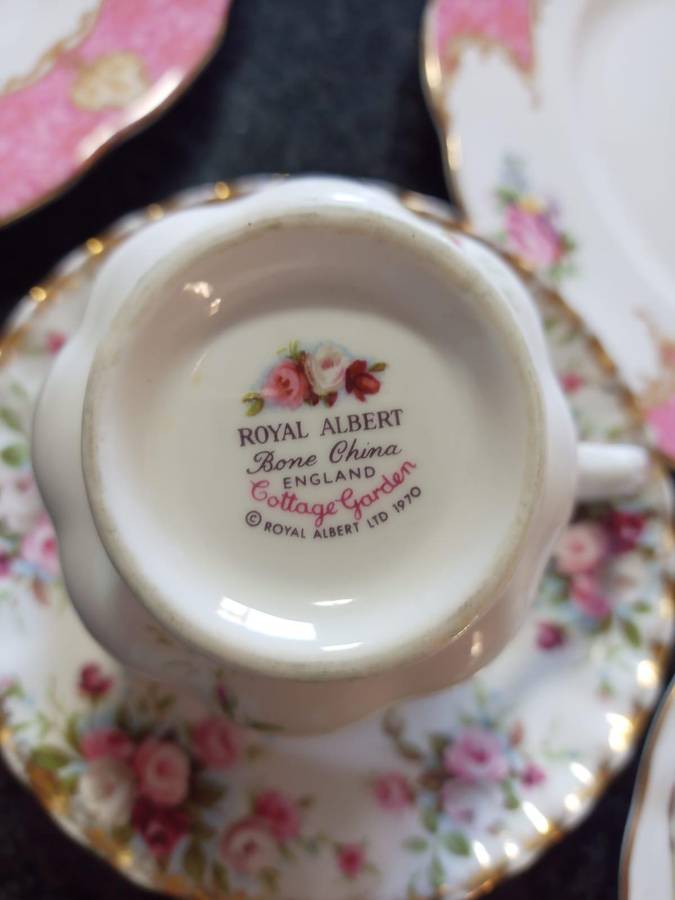 ROYAL ALBERT
Bone China
ENGLAND
Cottage Garden
© ROYAL ALBERT LTD 1970